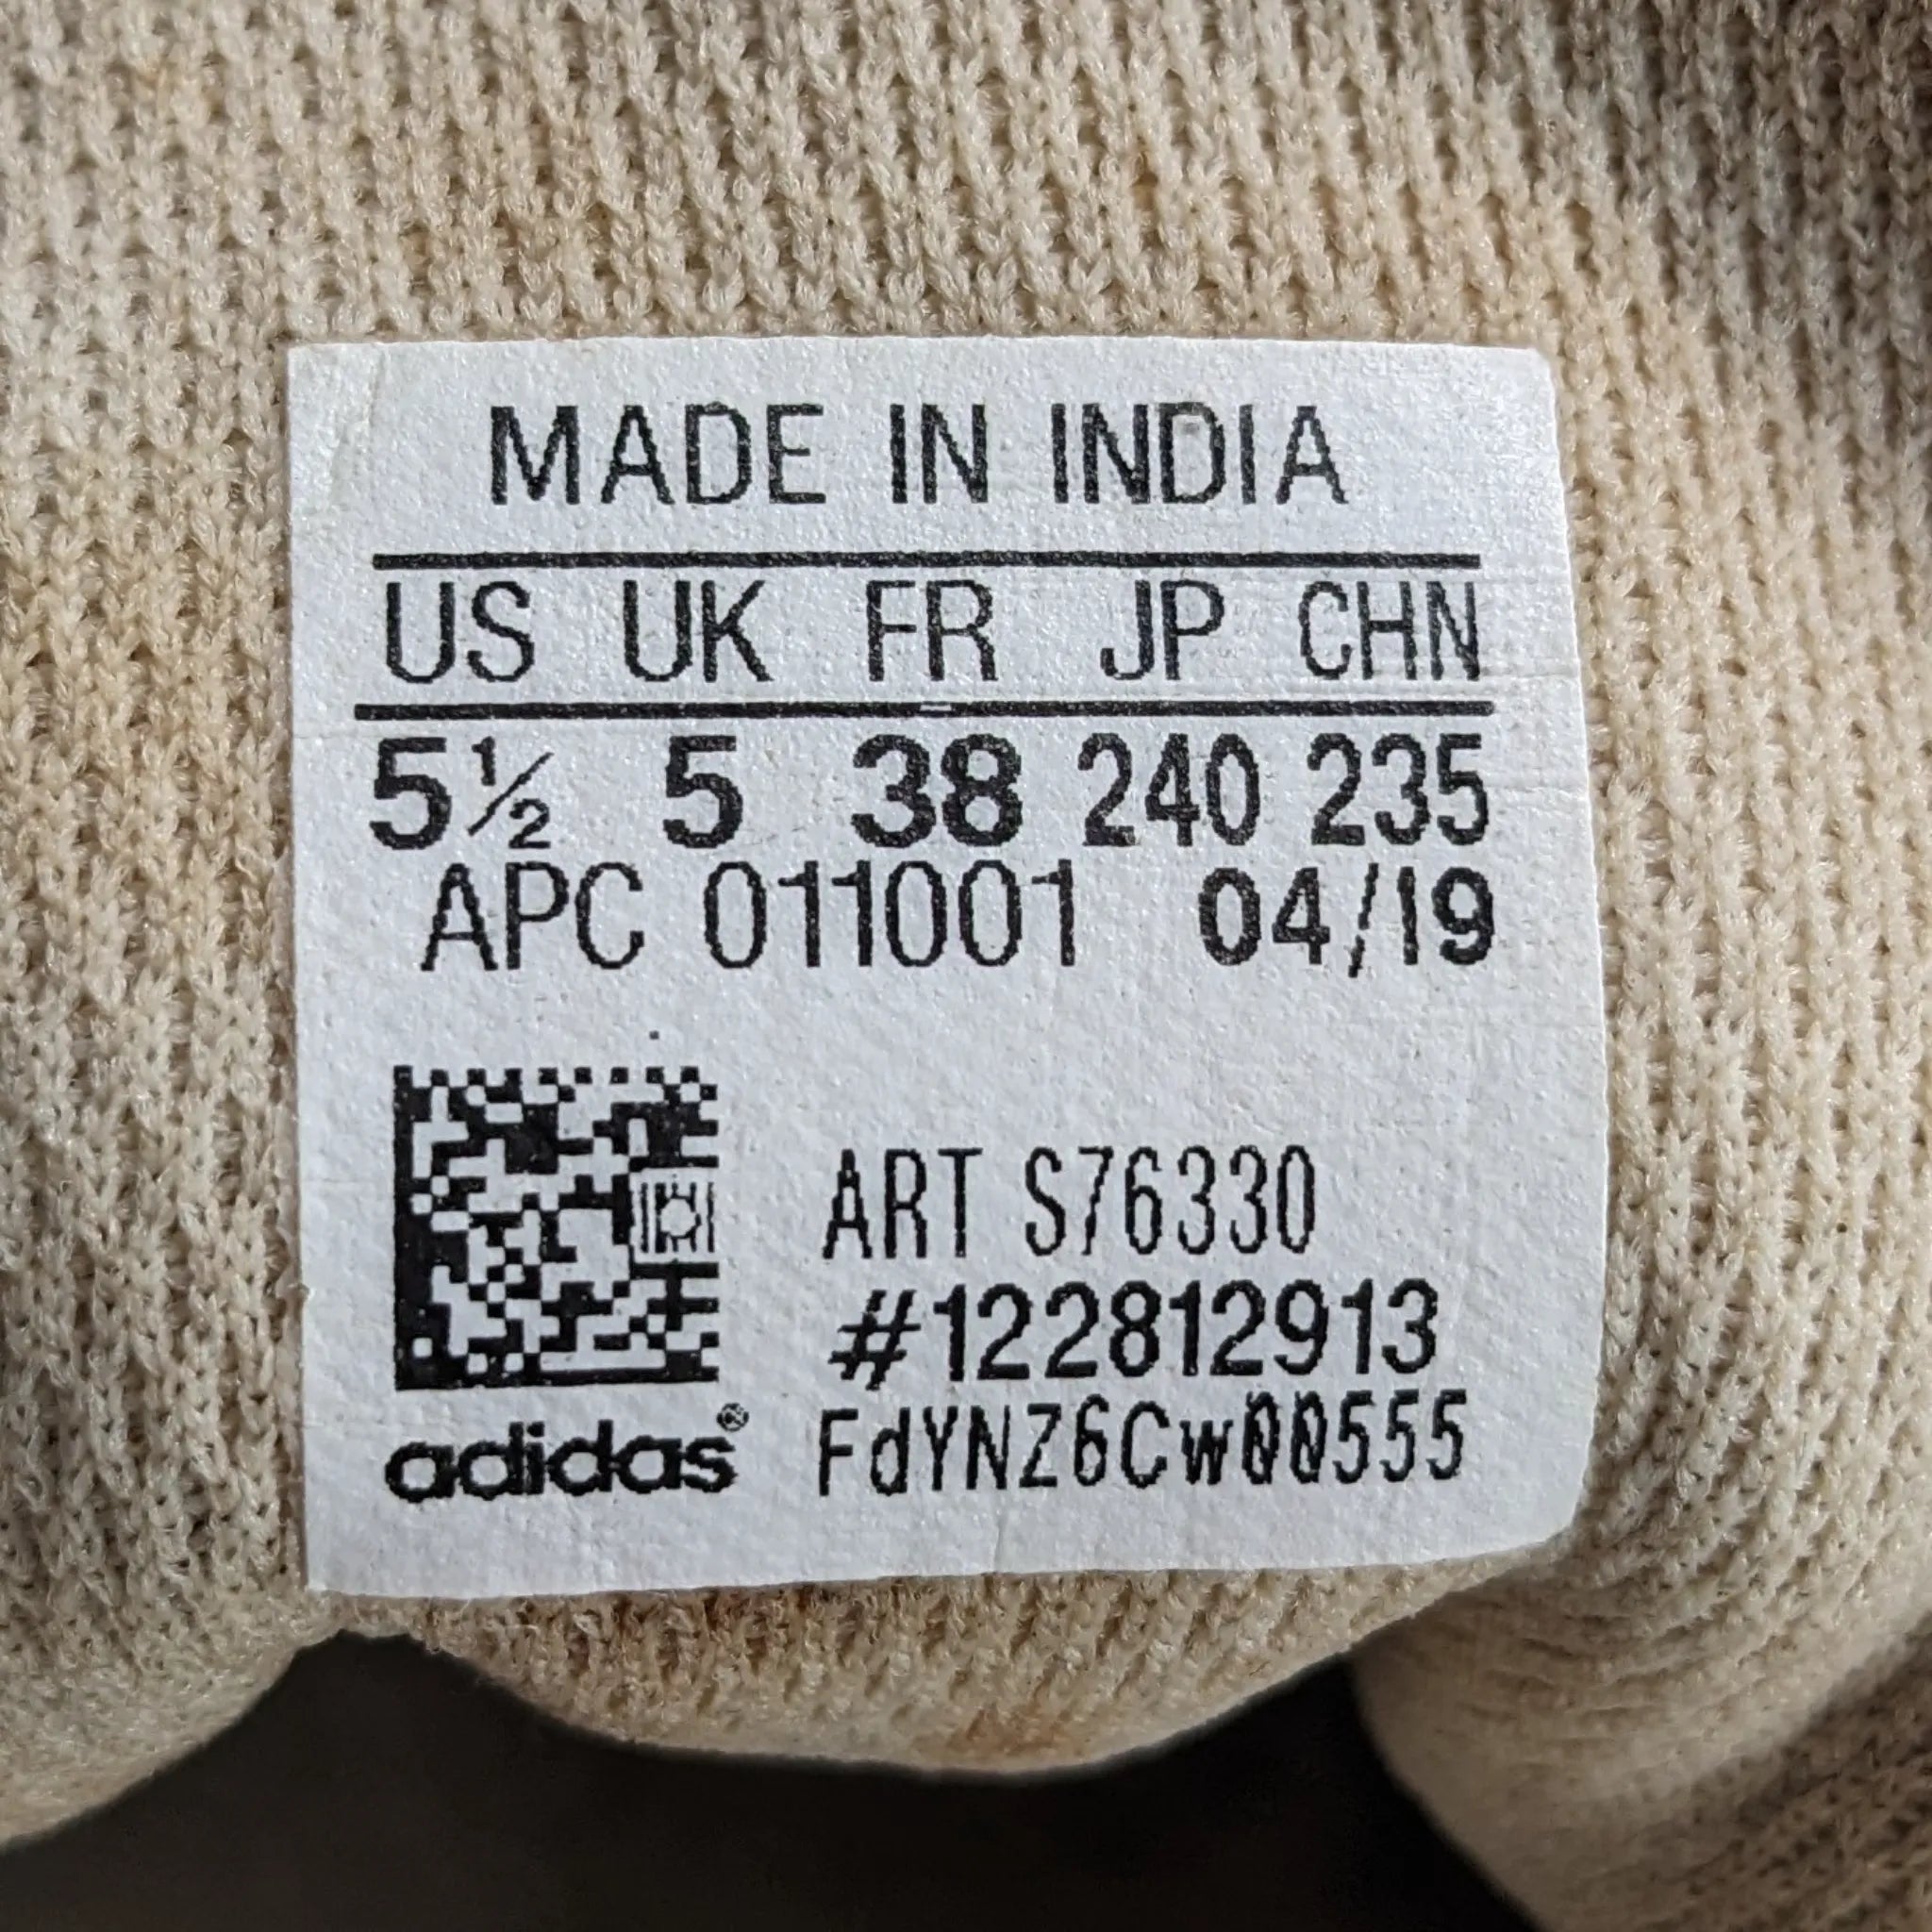 MADE IN INDIA
US UK FR JP CHN
5½ 5 38 240 235
APC 011001 04/19
ART S76330
#122812913
FdYNZ6Cw00555
adidas®